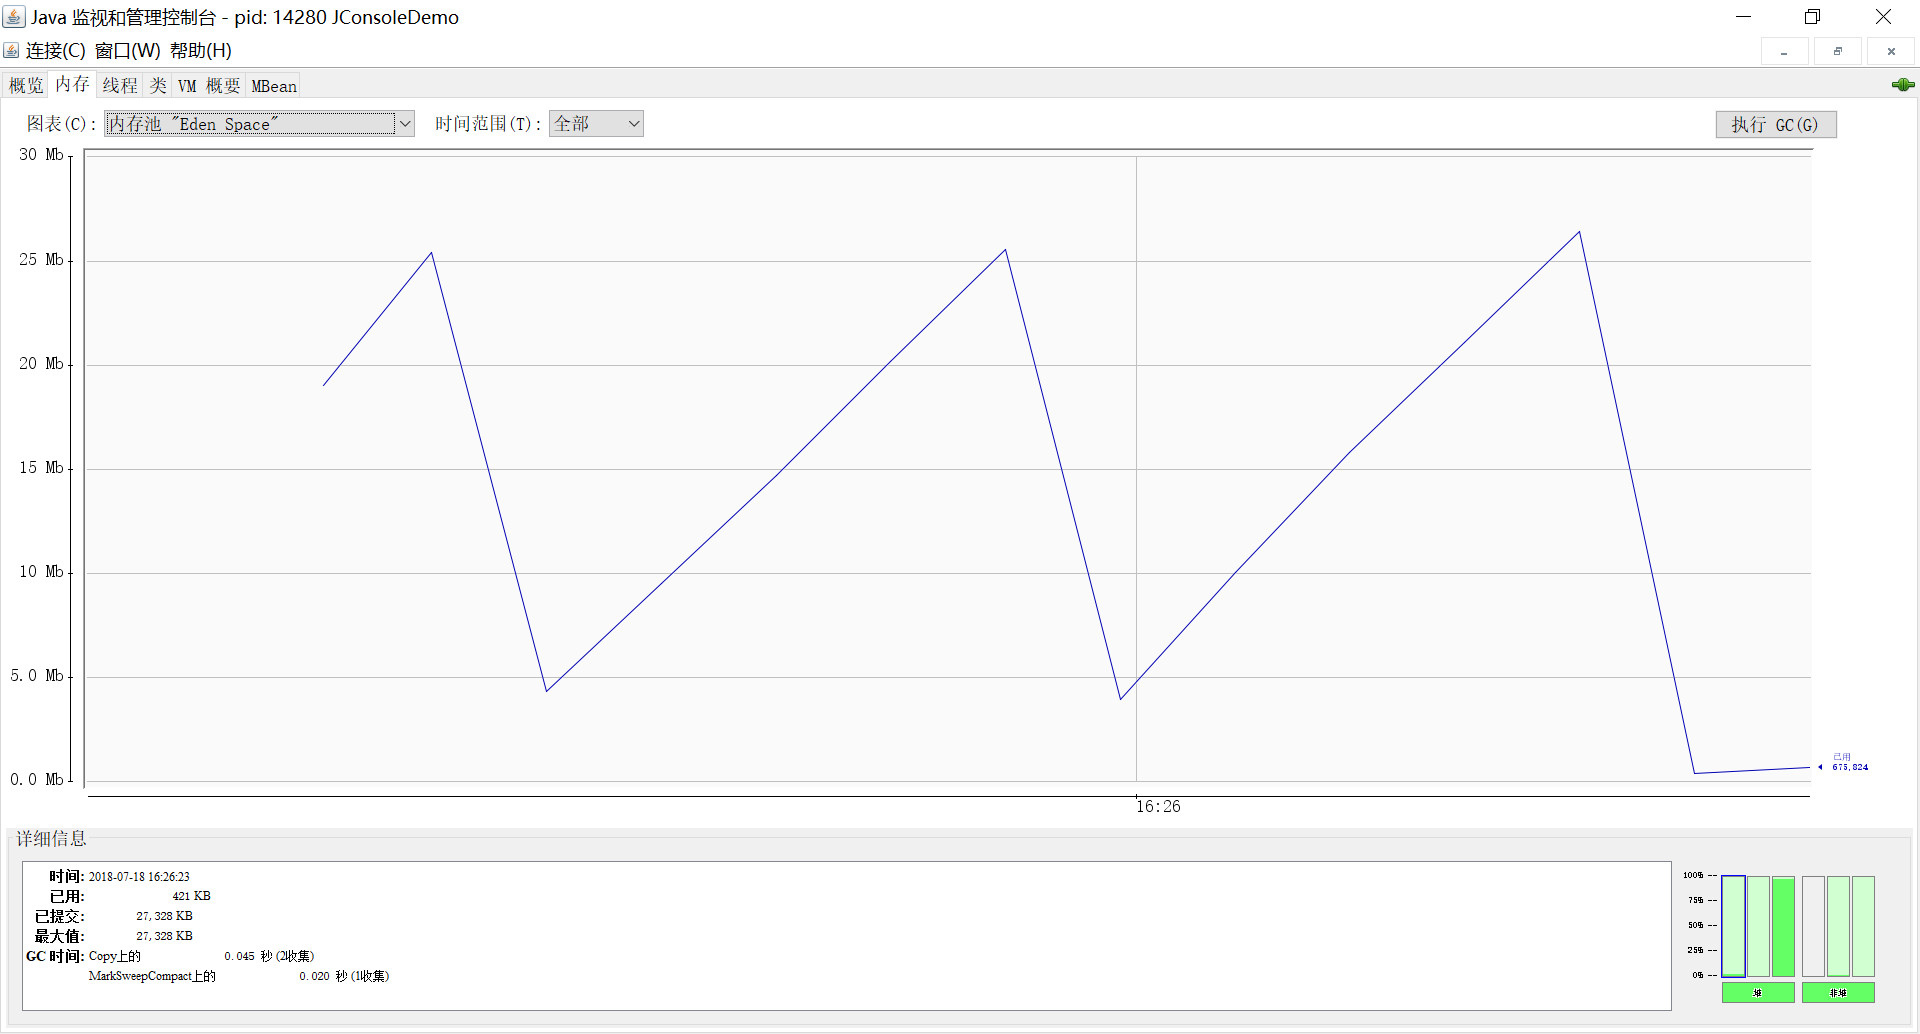 Java 监视和管理控制台 - pid: 14280 JConsoleDemo
连接(C) 窗口(W) 帮助(H)
概览 内存 线程 类 VM 概要 MBean
图表(C): 内存池 "Eden Space" 时间范围(T): 全部 执行 GC(G)
30 Mb
25 Mb
20 Mb
15 Mb
10 Mb
5.0 Mb
0.0 Mb
已用
675,824
16:26
详细信息
时间: 2018-07-18 16:26:23
已用: 421 KB
已提交: 27,328 KB
最大值: 27,328 KB
GC 时间: Copy上的 0.045 秒 (2收集)
MarkSweepCompact上的 0.020 秒 (1收集)
100% --
75% --
50% --
25% --
0% --
堆 非堆